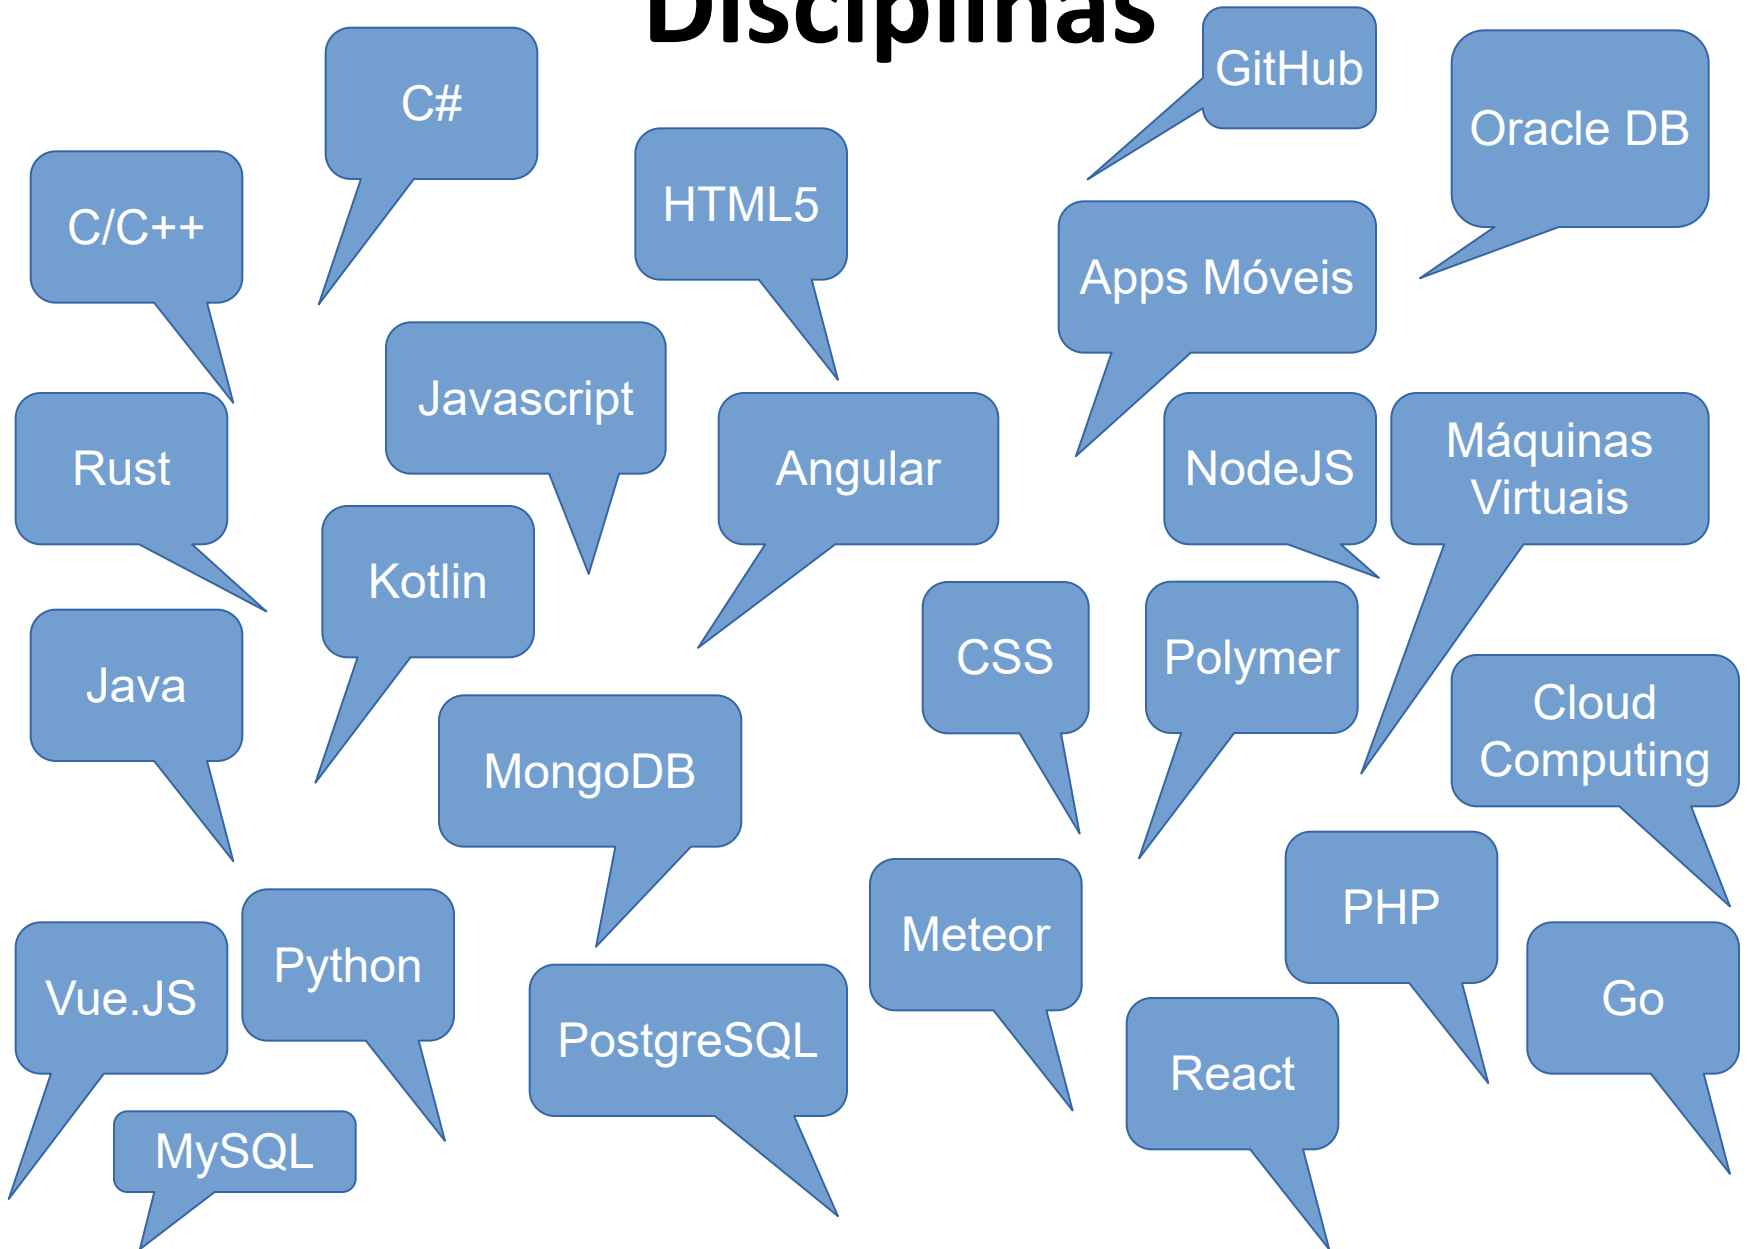 Disciplinas
GitHub
C#
Oracle DB
HTML5
C/C++
Apps Móveis
Javascript
Rust
Angular
NodeJS
Máquinas
Virtuais
Kotlin
CSS
Polymer
Java
Cloud
Computing
MongoDB
PHP
Meteor
Python
Vue.JS
Go
PostgreSQL
React
MySQL